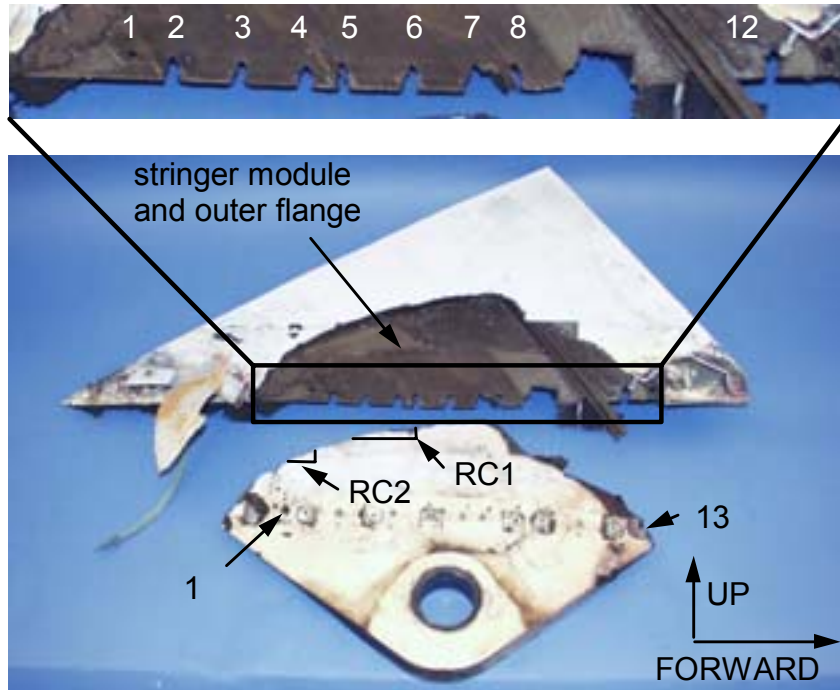 1 2 3 4 5 6 7 8 12
stringer module
and outer flange
RC1
RC2
13
1
UP
FORWARD